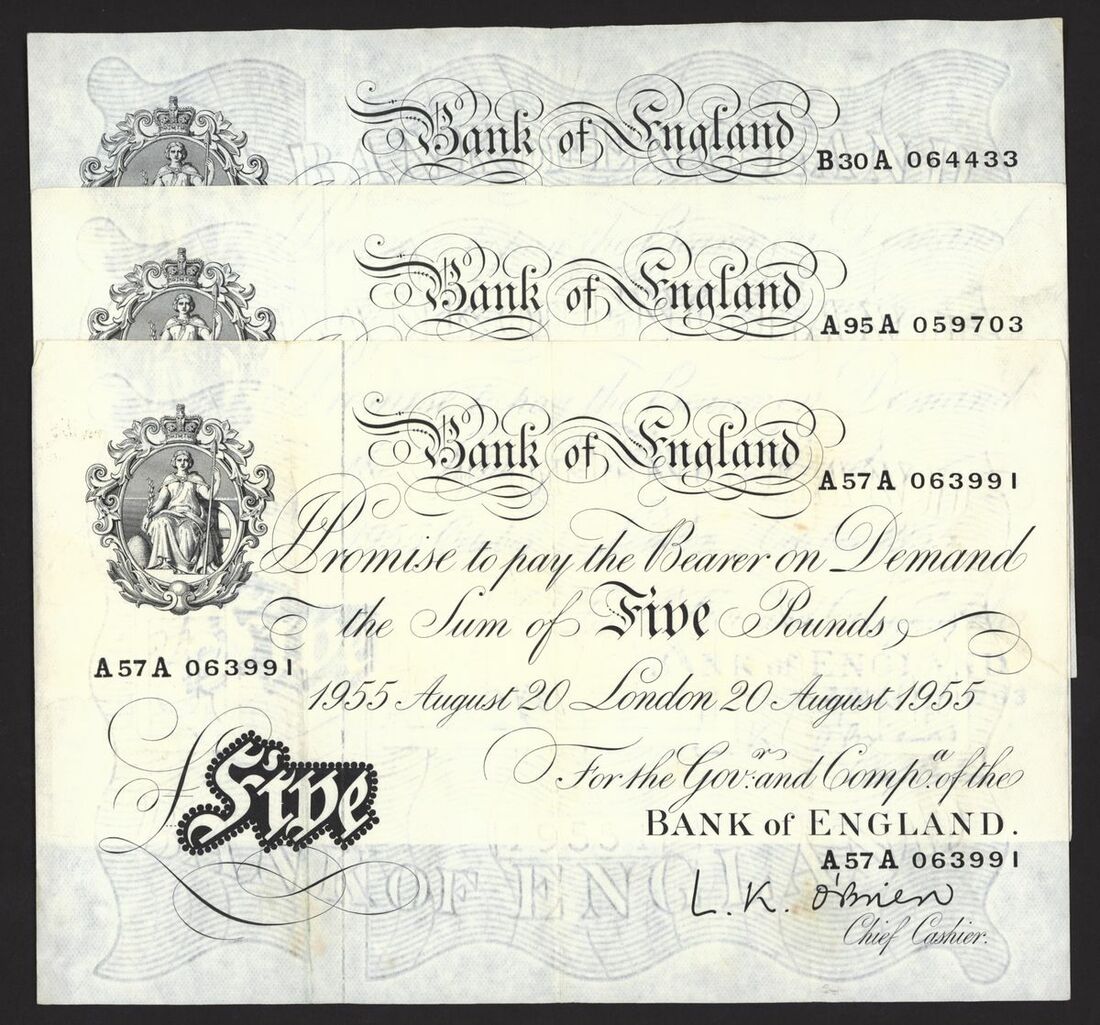 Bank of England
B30A 064433
Bank of England
A95A 059703
Bank of England
A57A 063991
I Promise to pay the Bearer on Demand
the Sum of Five Pounds
A57A 063991
1955 August 20 London 20 August 1955
£Five
For the Gov.r and Comp.a of the
BANK of ENGLAND.
A57A 063991
L. K. O'Brien
Chief Cashier.